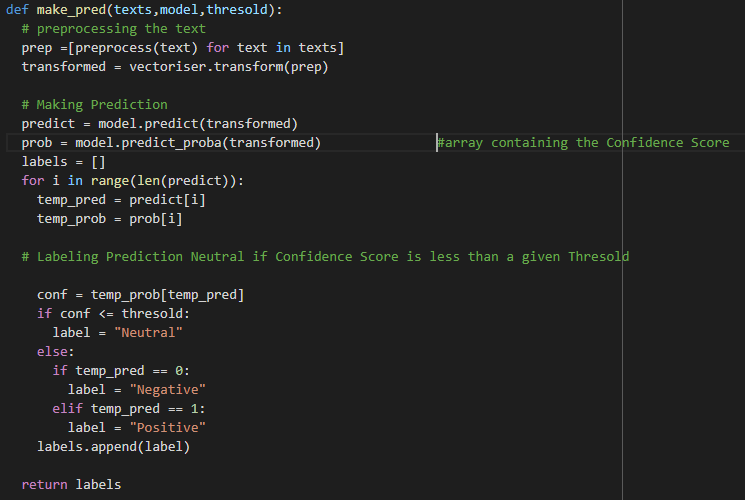 def make_pred(texts,model,thresold):
  # preprocessing the text
  prep =[preprocess(text) for text in texts]
  transformed = vectoriser.transform(prep)

  # Making Prediction
  predict = model.predict(transformed)
  prob = model.predict_proba(transformed)               #array containing the Confidence Score
  labels = []
  for i in range(len(predict)):
    temp_pred = predict[i]
    temp_prob = prob[i]

  # Labeling Prediction Neutral if Confidence Score is less than a given Thresold

    conf = temp_prob[temp_pred]
    if conf <= thresold:
      label = "Neutral"
    else:
      if temp_pred == 0:
        label = "Negative"
      elif temp_pred == 1:
        label = "Positive"
    labels.append(label)

  return labels